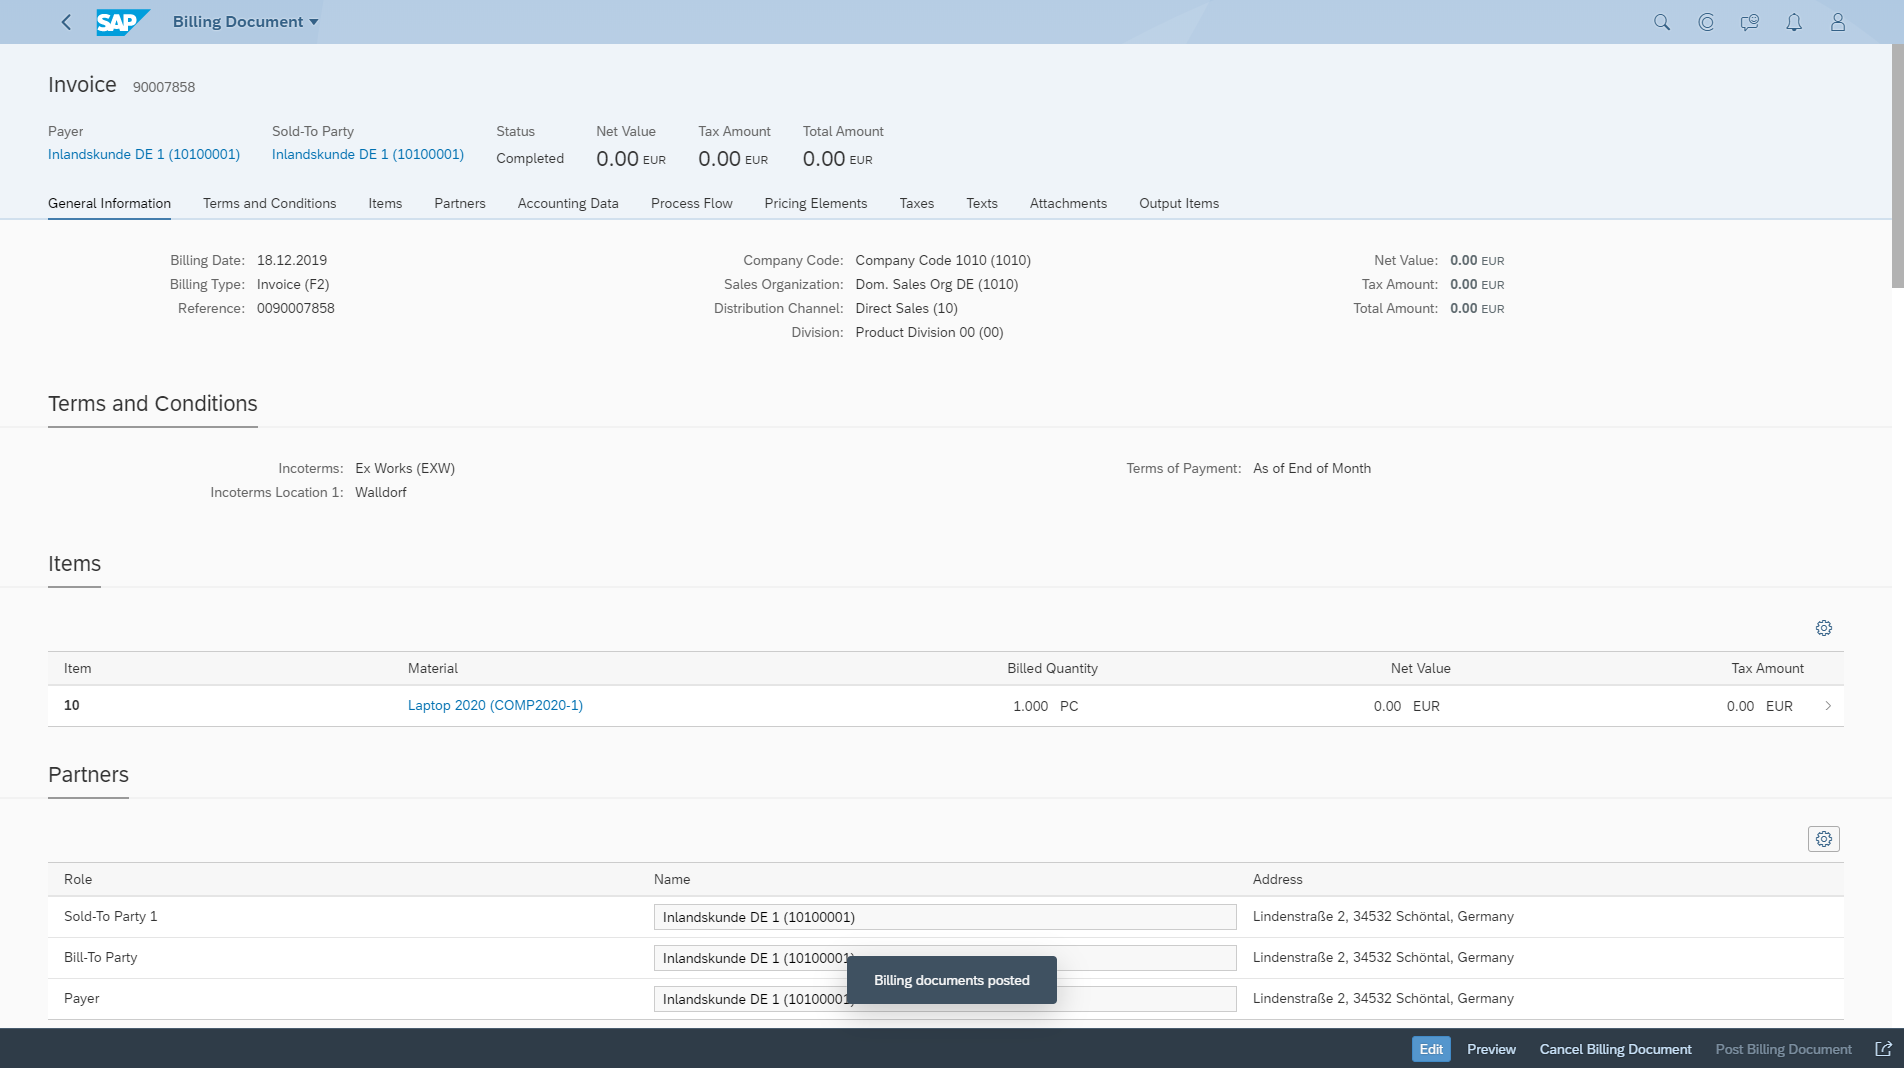 SAP Billing Document
Invoice 90007858
Payer Sold-To Party Status Net Value Tax Amount Total Amount
Inlandskunde DE 1 (10100001) Inlandskunde DE 1 (10100001) Completed 0.00 EUR 0.00 EUR 0.00 EUR
General Information Terms and Conditions Items Partners Accounting Data Process Flow Pricing Elements Taxes Texts Attachments Output Items
Billing Date: 18.12.2019 Company Code: Company Code 1010 (1010) Net Value: 0.00 EUR
Billing Type: Invoice (F2) Sales Organization: Dom. Sales Org DE (1010) Tax Amount: 0.00 EUR
Reference: 0090007858 Distribution Channel: Direct Sales (10) Total Amount: 0.00 EUR
Division: Product Division 00 (00)
Terms and Conditions
Incoterms: Ex Works (EXW) Terms of Payment: As of End of Month
Incoterms Location 1: Walldorf
Items
Item Material Billed Quantity Net Value Tax Amount
10 Laptop 2020 (COMP2020-1) 1.000 PC 0.00 EUR 0.00 EUR
Partners
Role Name Address
Sold-To Party 1 Inlandskunde DE 1 (10100001) Lindenstraße 2, 34532 Schöntal, Germany
Bill-To Party Inlandskunde DE 1 (10100001) Lindenstraße 2, 34532 Schöntal, Germany
Billing documents posted
Payer Inlandskunde DE 1 (10100001) Lindenstraße 2, 34532 Schöntal, Germany
Edit Preview Cancel Billing Document Post Billing Document